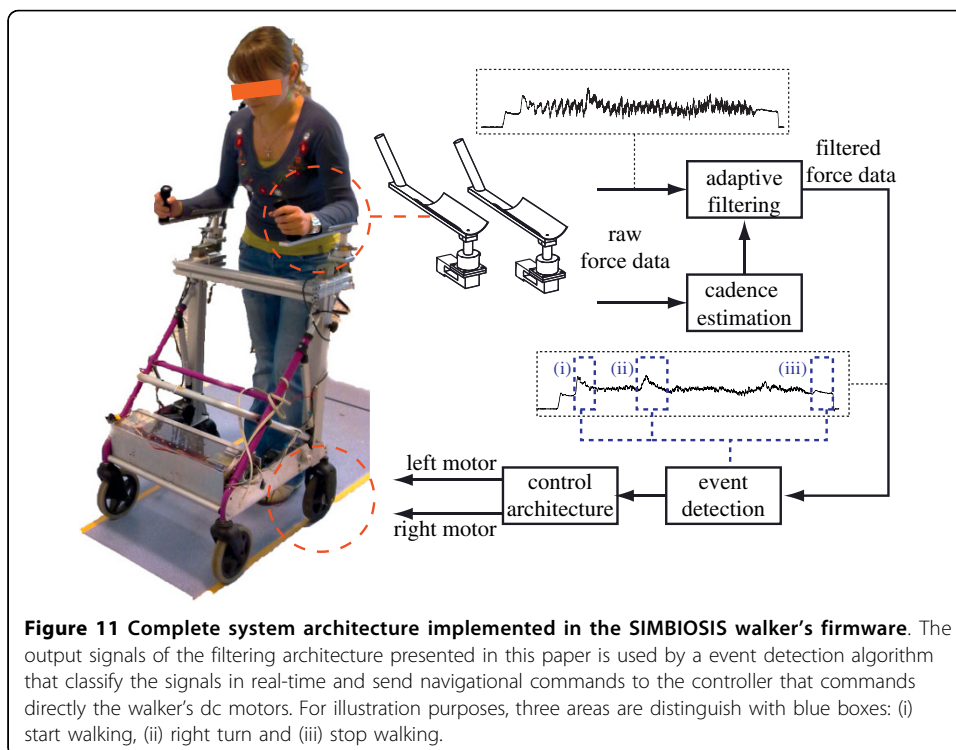 adaptive
filtering
filtered
force data
raw
force data
cadence
estimation
(i)
(ii)
(iii)
left motor
right motor
control
architecture
event
detection
Figure 11 Complete system architecture implemented in the SIMBIOSIS walker's firmware. The
output signals of the filtering architecture presented in this paper is used by a event detection algorithm
that classify the signals in real-time and send navigational commands to the controller that commands
directly the walker's dc motors. For illustration purposes, three areas are distinguish with blue boxes: (i)
start walking, (ii) right turn and (iii) stop walking.